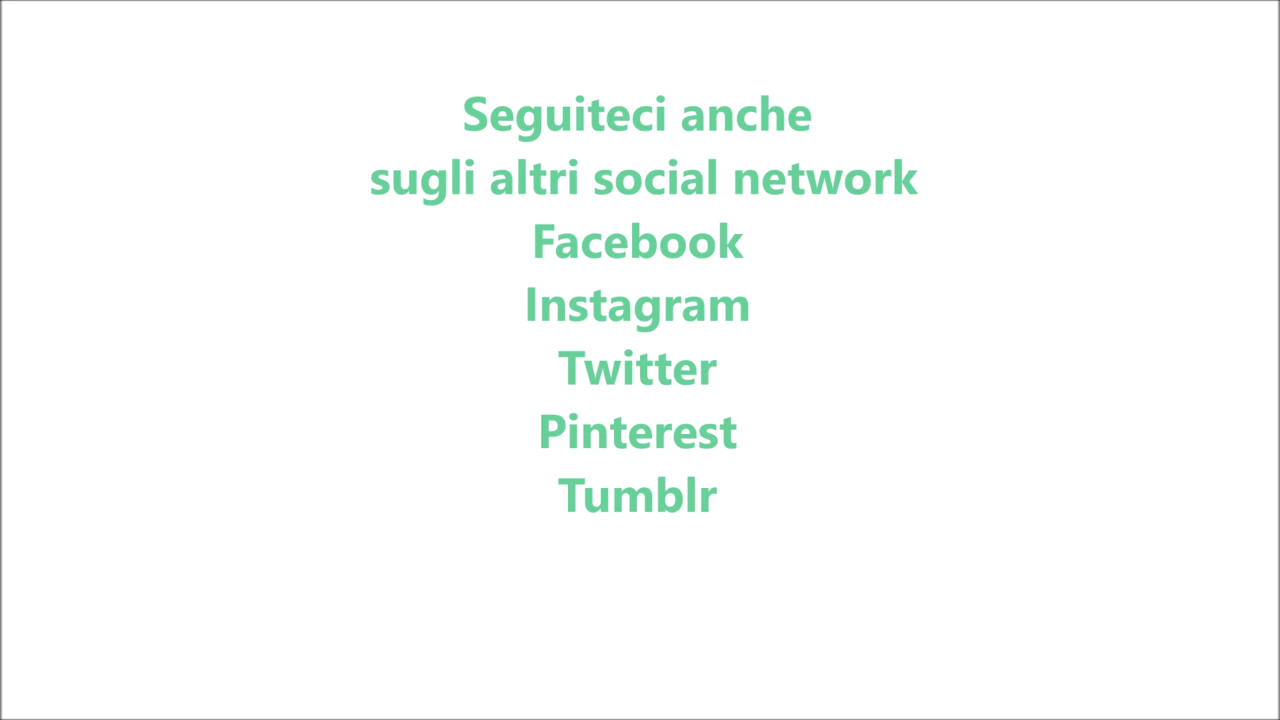 Seguiteci anche
sugli altri social network
Facebook
Instagram
Twitter
Pinterest
Tumblr